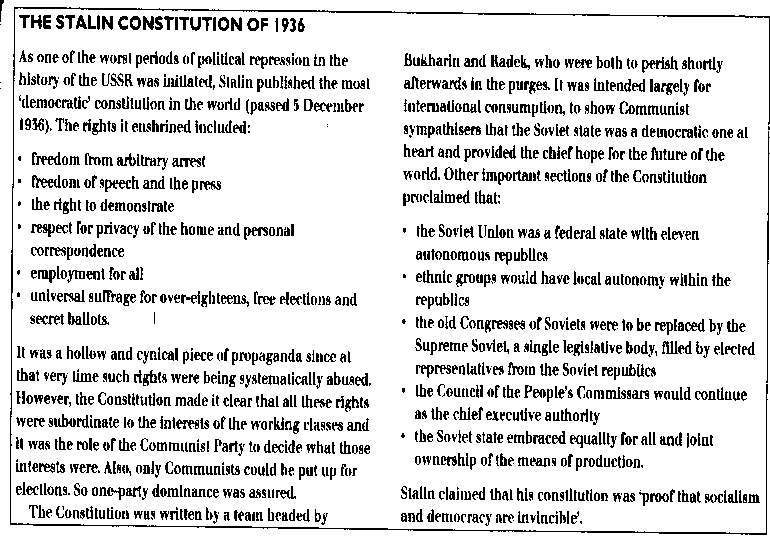 THE STALIN CONSTITUTION OF 1936
As one of the worst periods of political repression in the
history of the USSR was initiated, Stalin published the most
'democratic' constitution in the world (passed 5 December
1936). The rights it enshrined included:
• freedom from arbitrary arrest
• freedom of speech and the press
• the right to demonstrate
• respect for privacy of the home and personal
correspondence
• employment for all
• universal suffrage for over-eighteens, free elections and
secret ballots.
It was a hollow and cynical piece of propaganda since at
that very time such rights were being systematically abused.
However, the Constitution made it clear that all these rights
were subordinate to the interests of the working classes and
it was the role of the Communist Party to decide what those
interests were. Also, only Communists could be put up for
elections. So one-party dominance was assured.
The Constitution was written by a team headed by
Bukharin and Radek, who were both to perish shortly
afterwards in the purges. It was intended largely for
international consumption, to show Communist
sympathisers that the Soviet state was a democratic one at
heart and provided the chief hope for the future of the
world. Other important sections of the Constitution
proclaimed that:
• the Soviet Union was a federal state with eleven
autonomous republics
• ethnic groups would have local autonomy within the
republics
• the old Congresses of Soviets were to be replaced by the
Supreme Soviet, a single legislative body, filled by elected
representatives from the Soviet republics
• the Council of the People's Commissars would continue
as the chief executive authority
• the Soviet state embraced equality for all and joint
ownership of the means of production.
Stalin claimed that his constitution was 'proof that socialism
and democracy are invincible'.